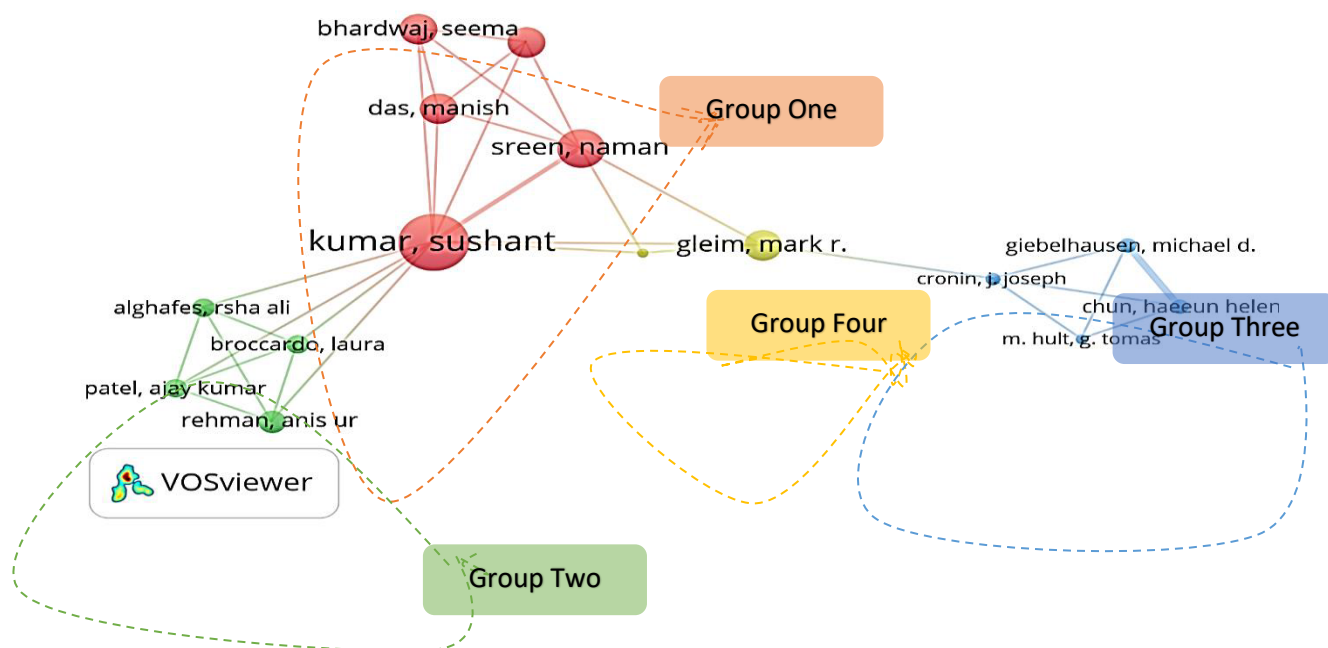 bhardwaj, seema
das, manish
Group One
sreen, naman
kumar, sushant
gleim, mark r.
giebelhausen, michael d.
cronin, j. joseph
alghafes, rsha ali
chun, haeeun helen
Group Four
Group Three
broccardo, laura
m. hult, g. tomas
patel, ajay kumar
rehman, anis ur
VOSviewer
Group Two